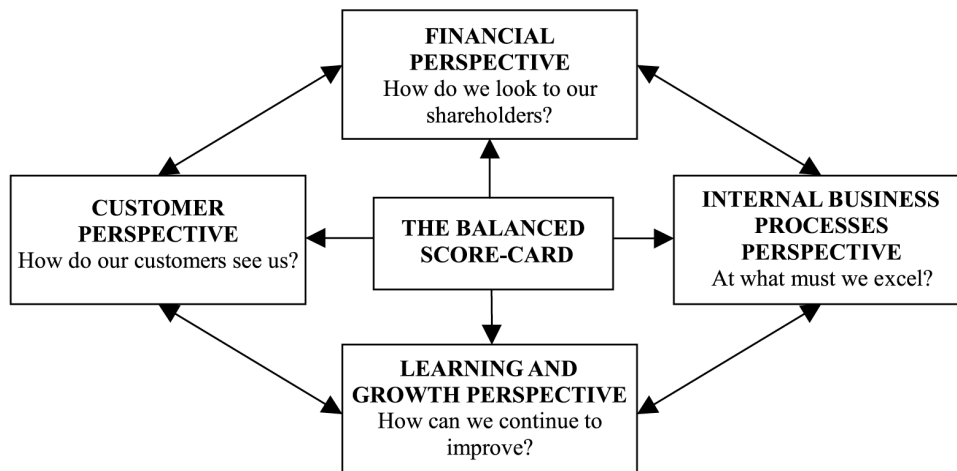 FINANCIAL
PERSPECTIVE
How do we look to our
shareholders?
CUSTOMER
PERSPECTIVE
How do our customers see us?
THE BALANCED
SCORE-CARD
INTERNAL BUSINESS
PROCESSES
PERSPECTIVE
At what must we excel?
LEARNING AND
GROWTH PERSPECTIVE
How can we continue to
improve?